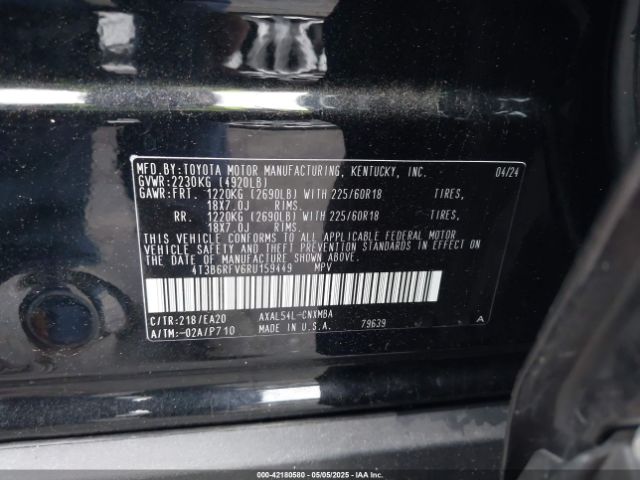 MFD.BY:TOYOTA MOTOR MANUFACTURING, KENTUCKY, INC. 04/24
GVWR:2230KG (4920LB)
GAWR:FRT. 1220KG (2690LB) WITH 225/60R18 TIRES,
18X7.0J RIMS,
RR. 1220KG (2690LB) WITH 225/60R18 TIRES,
18X7.0J RIMS.
THIS VEHICLE CONFORMS TO ALL APPLICABLE FEDERAL MOTOR
VEHICLE SAFETY AND THEFT PREVENTION STANDARDS IN EFFECT ON
THE DATE OF MANUFACTURE SHOWN ABOVE.
4T3B6RFV6RU159449 MPV
C/TR:218/EA20 AXAL54L-CNXMBA
A/TM:-02A/P710 MADE IN U.S.A. 79639 A
000-42180580 - 05/05/2025 - iaai.com